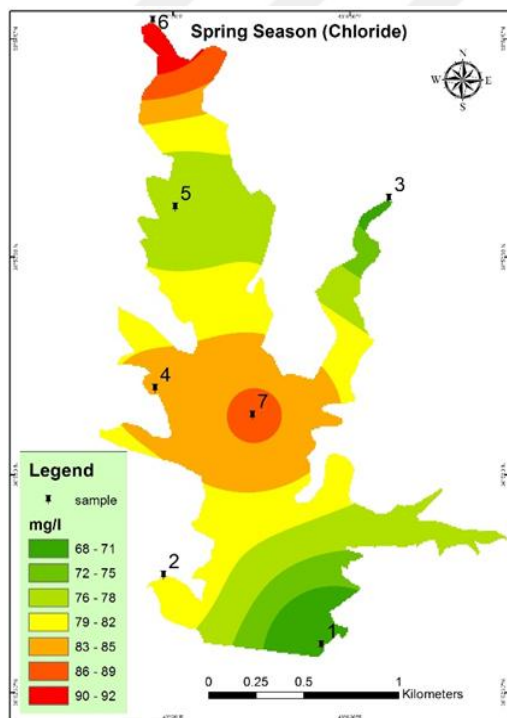 Spring Season (Chloride)
6
N
W E
S
3
5
4
7
2
1
Legend
sample
mg/l
68 - 71
72 - 75
76 - 78
79 - 82
83 - 85
86 - 89
90 - 92
0 0.25 0.5 1
Kilometers